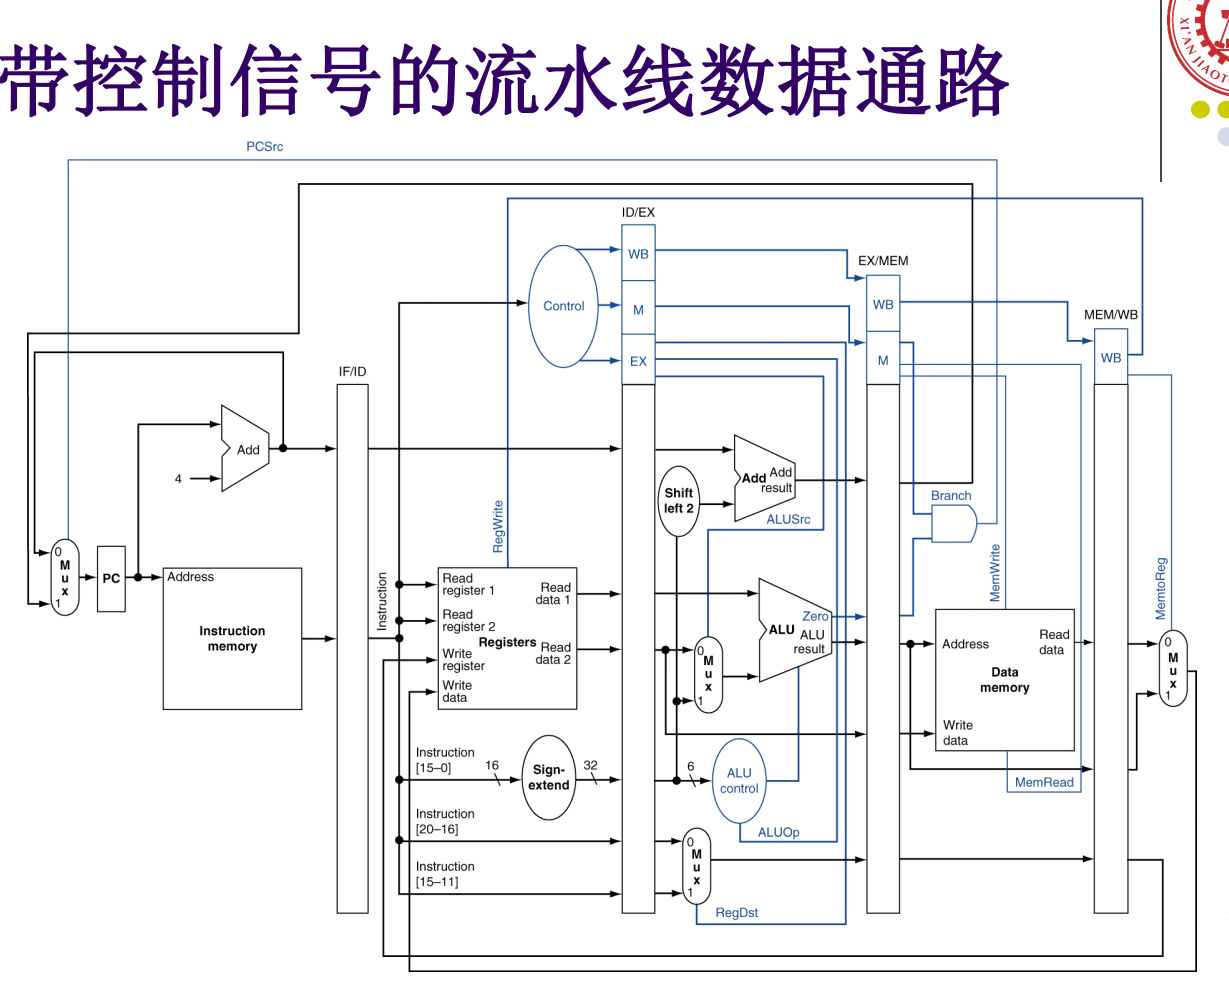 带控制信号的流水线数据通路
XI'AN JIAOT
PCSrc
ID/EX
WB
EX/MEM
Control
M
WB
MEM/WB
EX
M
WB
IF/ID
Add
4
Add Add
result
Shift
left 2
ALUSrc
Branch
RegWrite
MemWrite
MemtoReg
0
M
u
x
1
PC
Address
Instruction
memory
Instruction
Read
register 1
Read
register 2
Write
register
Write
data
Registers
Read
data 1
Read
data 2
0
M
u
x
1
Zero
ALU
ALU
result
Address
Read
data
Data
memory
Write
data
0
M
u
x
1
MemRead
Instruction
[15–0]
16
Sign-
extend
32
6
ALU
control
Instruction
[20–16]
ALUOp
0
M
u
x
1
Instruction
[15–11]
RegDst